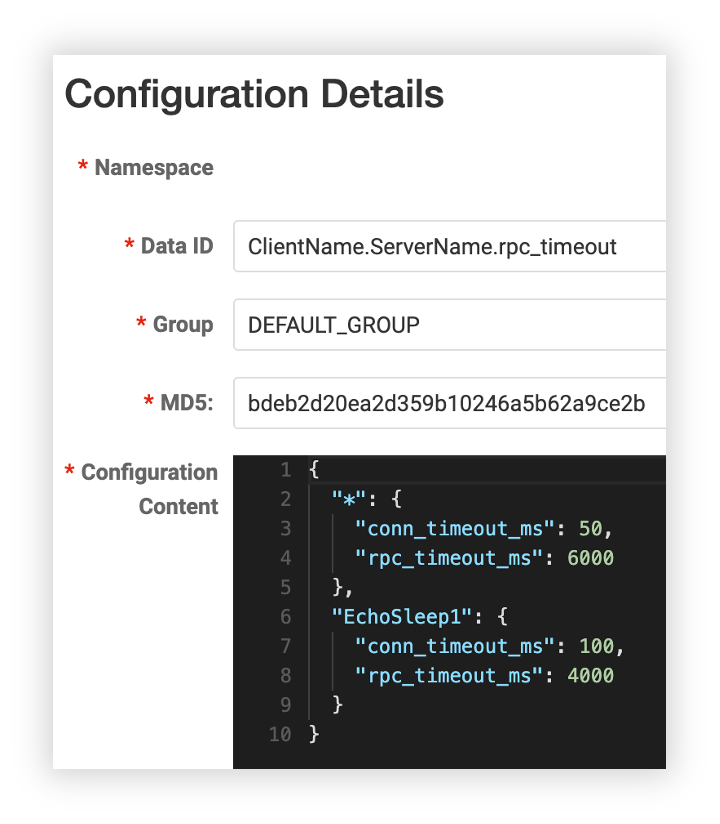 Configuration Details
* Namespace
* Data ID ClientName.ServerName.rpc_timeout
* Group DEFAULT_GROUP
* MD5: bdeb2d20ea2d359b10246a5b62a9ce2b
* Configuration
Content
1 {
2 "*": {
3 "conn_timeout_ms": 50,
4 "rpc_timeout_ms": 6000
5 },
6 "EchoSleep1": {
7 "conn_timeout_ms": 100,
8 "rpc_timeout_ms": 4000
9 }
10 }